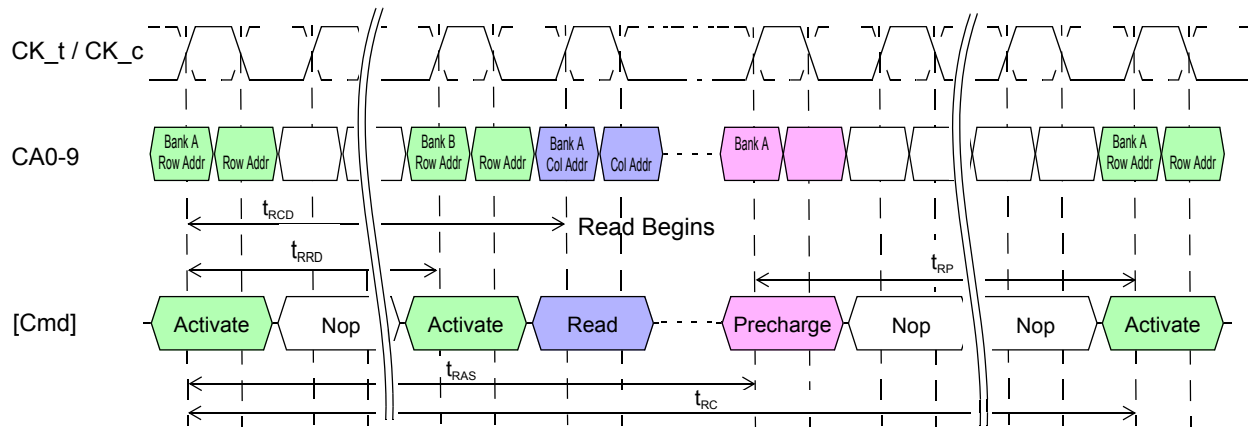 CK_t / CK_c
CA0-9
Bank A
Row Addr
Row Addr
Bank B
Row Addr
Row Addr
Bank A
Col Addr
Col Addr
Bank A
Bank A
Row Addr
Row Addr
tRCD
Read Begins
tRRD
tRP
[Cmd]
Activate
Nop
Activate
Read
Precharge
Nop
Nop
Activate
tRAS
tRC